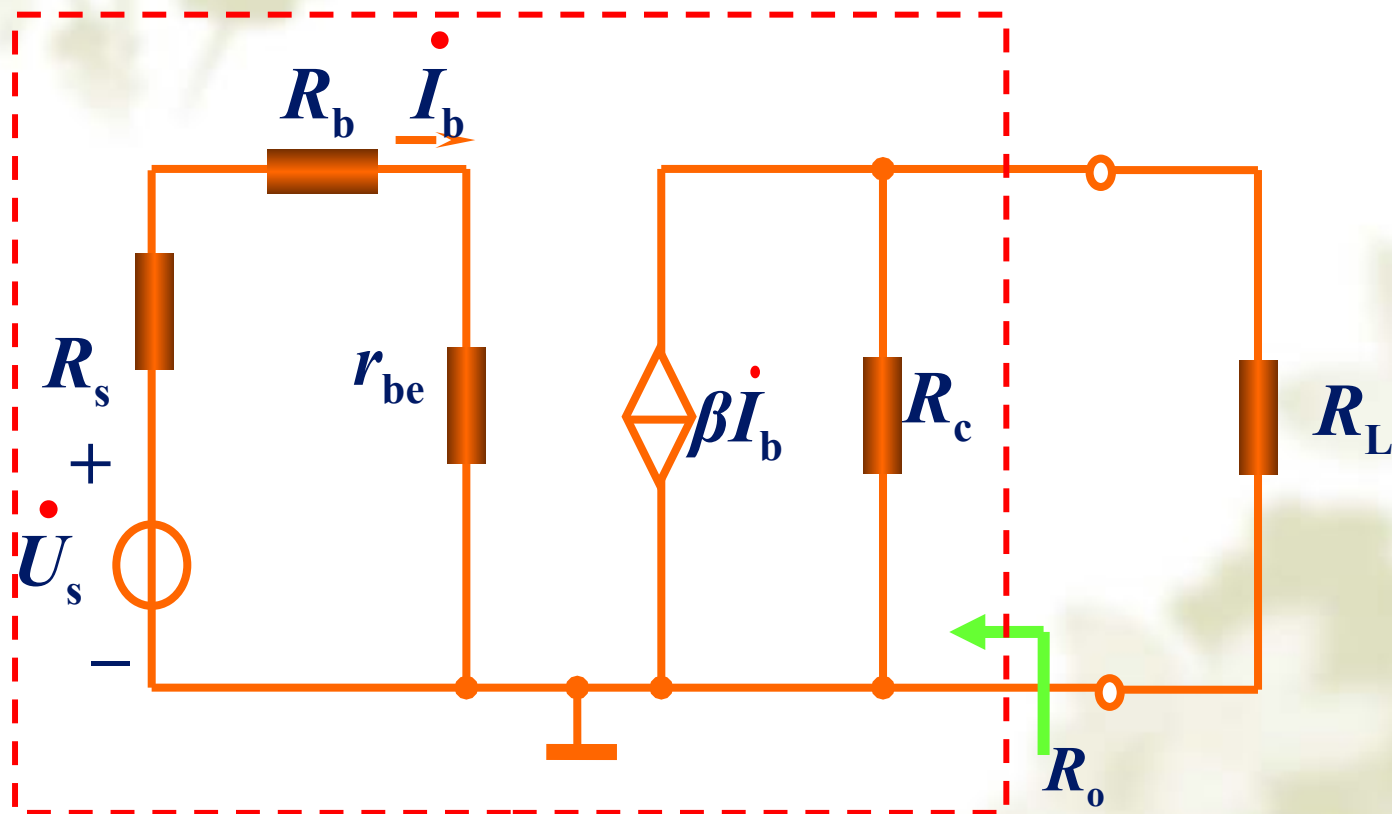 R_b İ_b
R_s
r_be
βİ_b
R_c
R_L
+
U̇_s
−
R_o